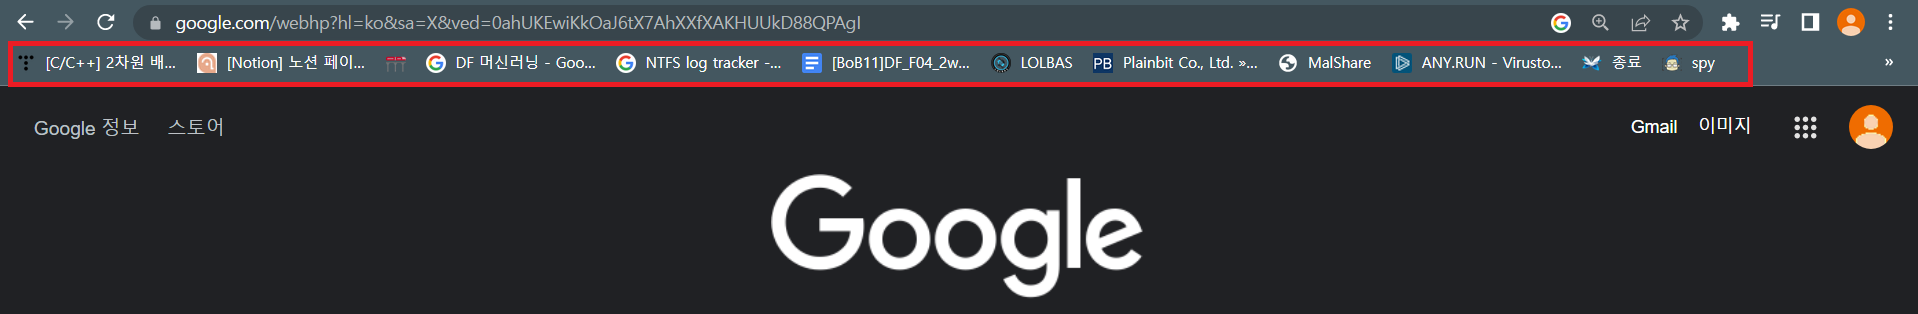 google.com/webhp?hl=ko&sa=X&ved=0ahUKEwiKkOaJ6tX7AhXXfXAKHUUkD88QPAgI
[C/C++] 2차원 배... [Notion] 노션 페이... DF 머신러닝 - Goo... NTFS log tracker -... [BoB11]DF_F04_2w... LOLBAS PB Plainbit Co., Ltd. »... MalShare ANY.RUN - Virusto... 종료 spy »
Google 정보 스토어 Gmail 이미지
Google